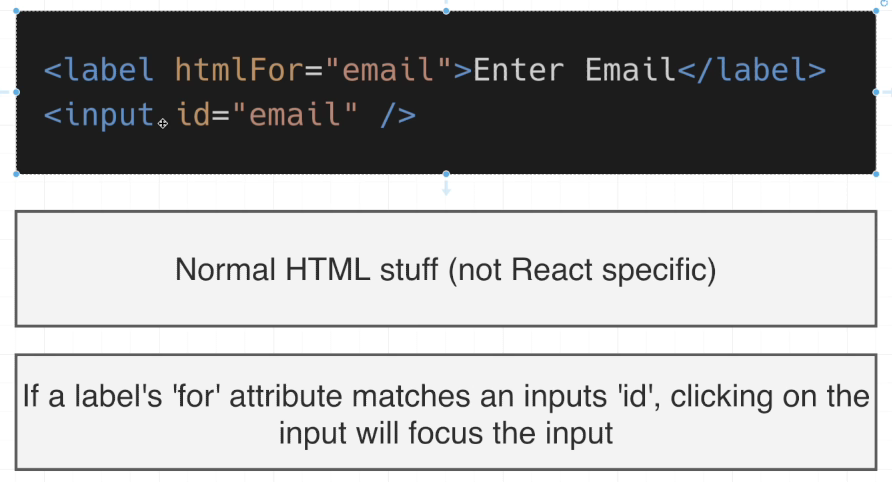 <label htmlFor="email">Enter Email</label>
<input id="email" />
Normal HTML stuff (not React specific)
If a label's 'for' attribute matches an inputs 'id', clicking on the
input will focus the input